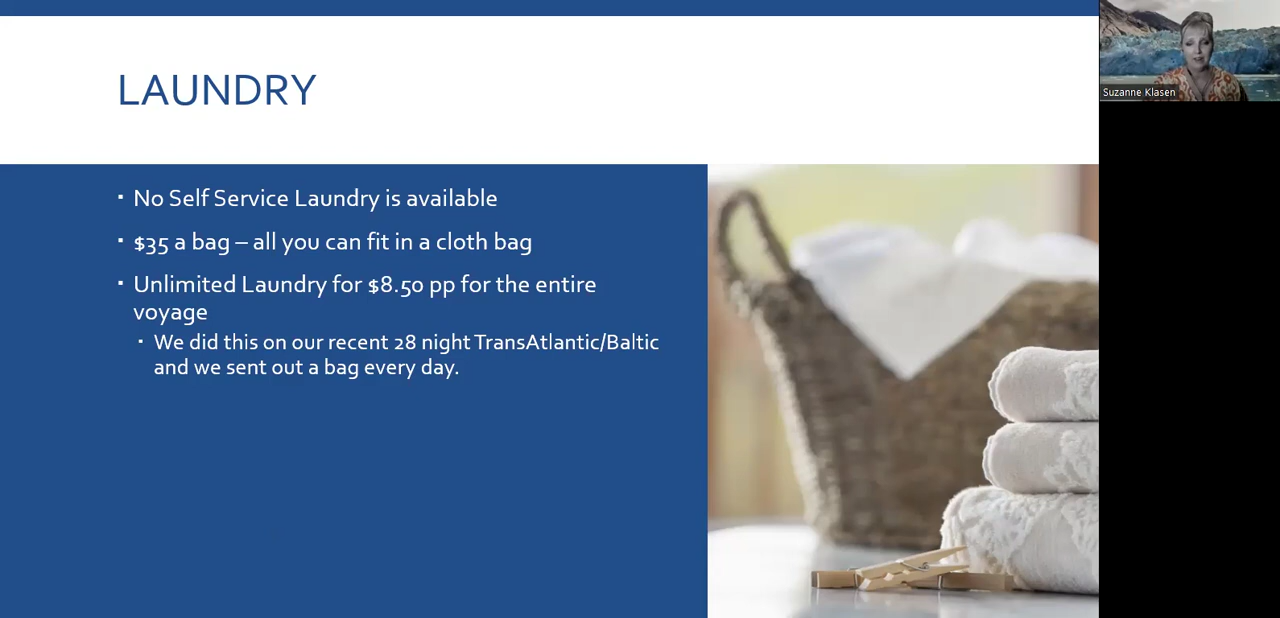 LAUNDRY
▪ No Self Service Laundry is available
▪ $35 a bag – all you can fit in a cloth bag
▪ Unlimited Laundry for $8.50 pp for the entire
voyage
▪ We did this on our recent 28 night TransAtlantic/Baltic
and we sent out a bag every day.
Suzanne Klasen